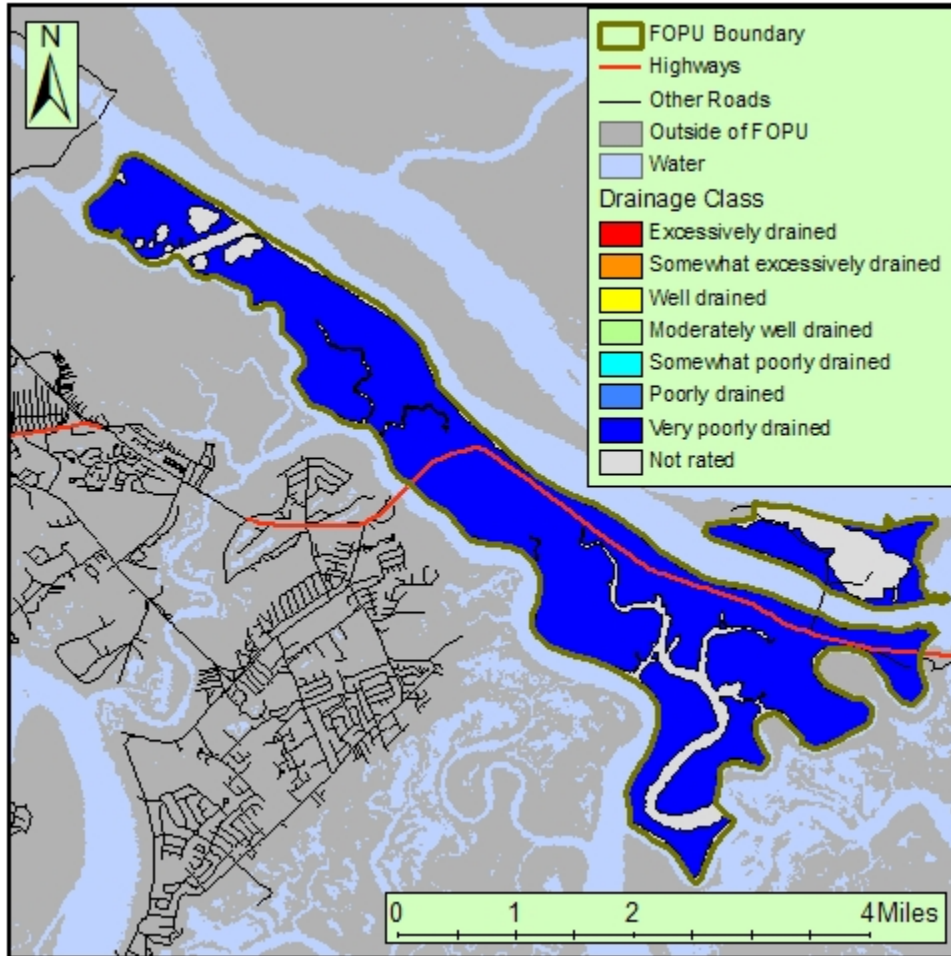 N
FOPU Boundary
Highways
Other Roads
Outside of FOPU
Water
Drainage Class
Excessively drained
Somewhat excessively drained
Well drained
Moderately well drained
Somewhat poorly drained
Poorly drained
Very poorly drained
Not rated
0 1 2 4 Miles